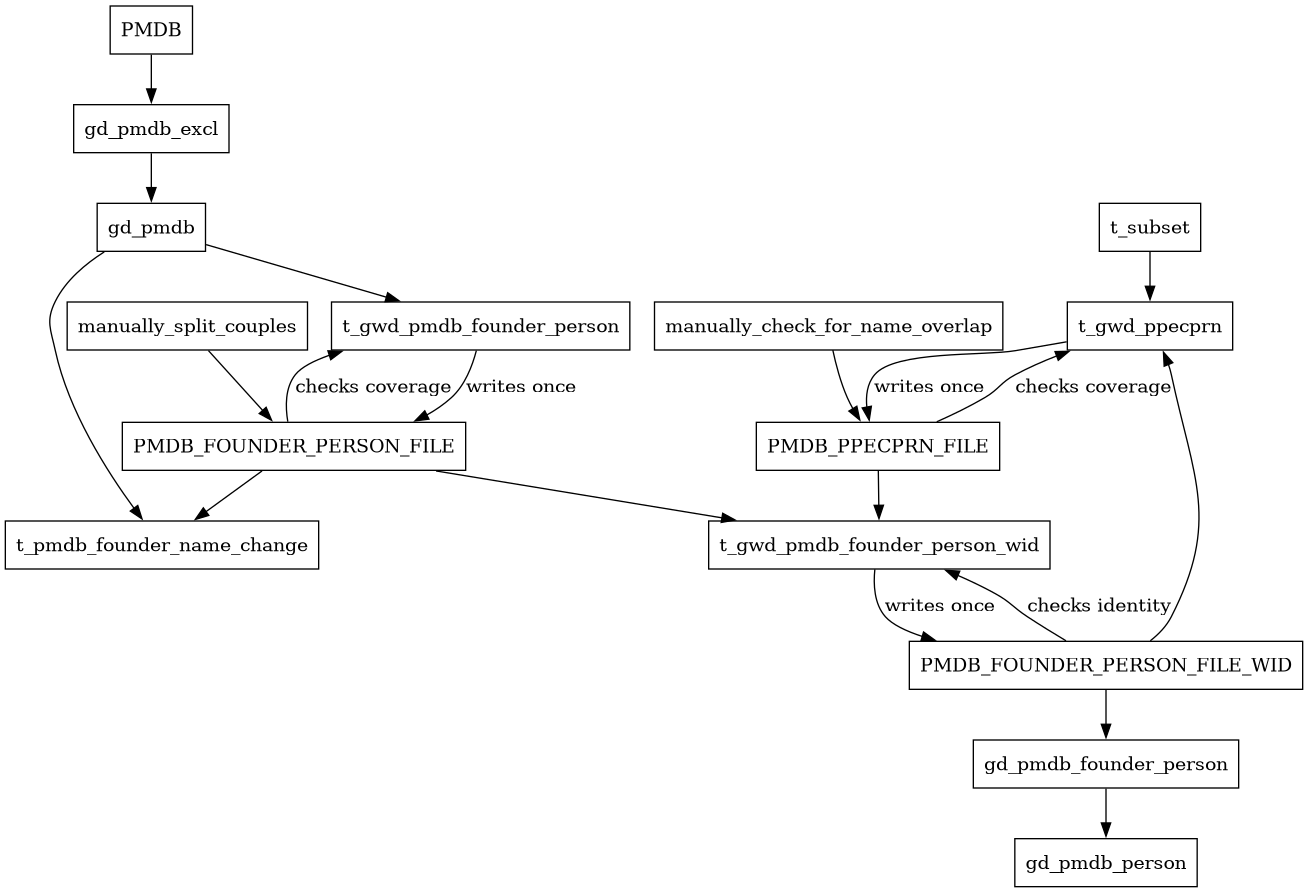 PMDB
gd_pmdb_excl
gd_pmdb
t_subset
manually_split_couples
t_gwd_pmdb_founder_person
manually_check_for_name_overlap
t_gwd_ppecprn
checks coverage
writes once
writes once
checks coverage
PMDB_FOUNDER_PERSON_FILE
PMDB_PPECPRN_FILE
t_pmdb_founder_name_change
t_gwd_pmdb_founder_person_wid
writes once
checks identity
PMDB_FOUNDER_PERSON_FILE_WID
gd_pmdb_founder_person
gd_pmdb_person